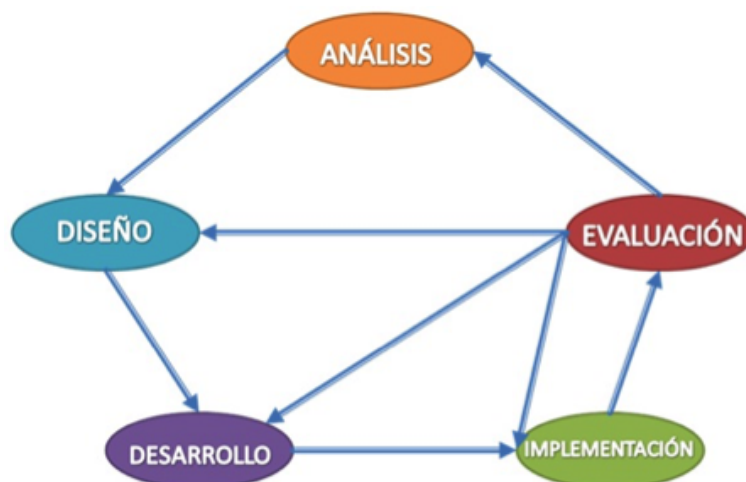 ANÁLISIS
DISEÑO
EVALUACIÓN
DESARROLLO
IMPLEMENTACIÓN